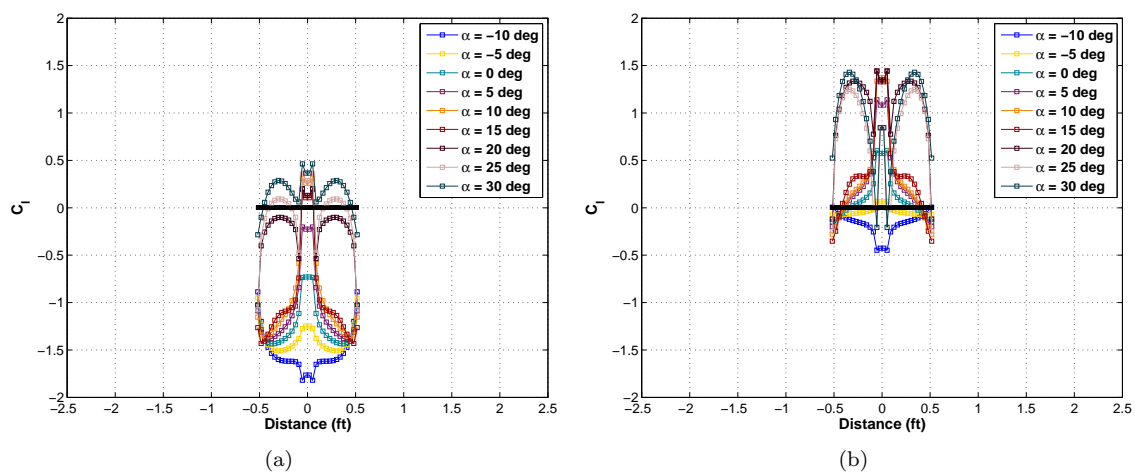 2
1.5
1
0.5
0
−0.5
−1
−1.5
−2
−2.5 −2 −1.5 −1 −0.5 0 0.5 1 1.5 2 2.5
Distance (ft)
C_l
α = −10 deg
α = −5 deg
α = 0 deg
α = 5 deg
α = 10 deg
α = 15 deg
α = 20 deg
α = 25 deg
α = 30 deg
(a)
2
1.5
1
0.5
0
−0.5
−1
−1.5
−2
−2.5 −2 −1.5 −1 −0.5 0 0.5 1 1.5 2 2.5
Distance (ft)
C_l
α = −10 deg
α = −5 deg
α = 0 deg
α = 5 deg
α = 10 deg
α = 15 deg
α = 20 deg
α = 25 deg
α = 30 deg
(b)